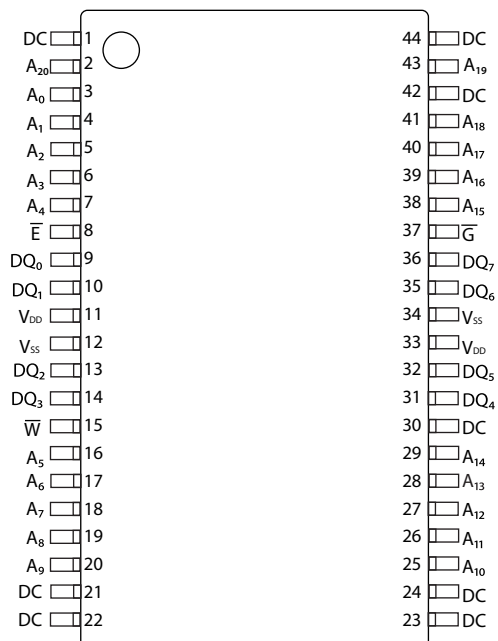 DC 1 44 DC
A₂₀ 2 43 A₁₉
A₀ 3 42 DC
A₁ 4 41 A₁₈
A₂ 5 40 A₁₇
A₃ 6 39 A₁₆
A₄ 7 38 A₁₅
E̅ 8 37 G̅
DQ₀ 9 36 DQ₇
DQ₁ 10 35 DQ₆
V_DD 11 34 V_SS
V_SS 12 33 V_DD
DQ₂ 13 32 DQ₅
DQ₃ 14 31 DQ₄
W̅ 15 30 DC
A₅ 16 29 A₁₄
A₆ 17 28 A₁₃
A₇ 18 27 A₁₂
A₈ 19 26 A₁₁
A₉ 20 25 A₁₀
DC 21 24 DC
DC 22 23 DC